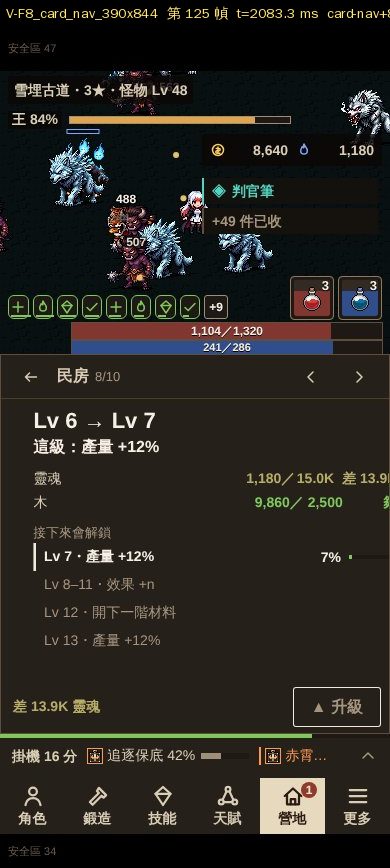 V-F8_card_nav_390x844 第 125 幀 t=2083.3 ms card-nav+8
安全區 47
雪埋古道・3★・怪物 Lv 48
王 84%
8,640 1,180
判官筆
+49 件已收
488
507
3 3
+9
1,104／1,320
241／286
民房 8/10
Lv 6 → Lv 7
這級：產量 +12%
靈魂 1,180／15.0K 差 13.9
木 9,860／2,500
接下來會解鎖
Lv 7・產量 +12% 7%
Lv 8–11・效果 +n
Lv 12・開下一階材料
Lv 13・產量 +12%
差 13.9K 靈魂 ▲ 升級
掛機 16 分 追逐保底 42% 赤霄…
1
角色 鍛造 技能 天賦 營地 更多
安全區 34